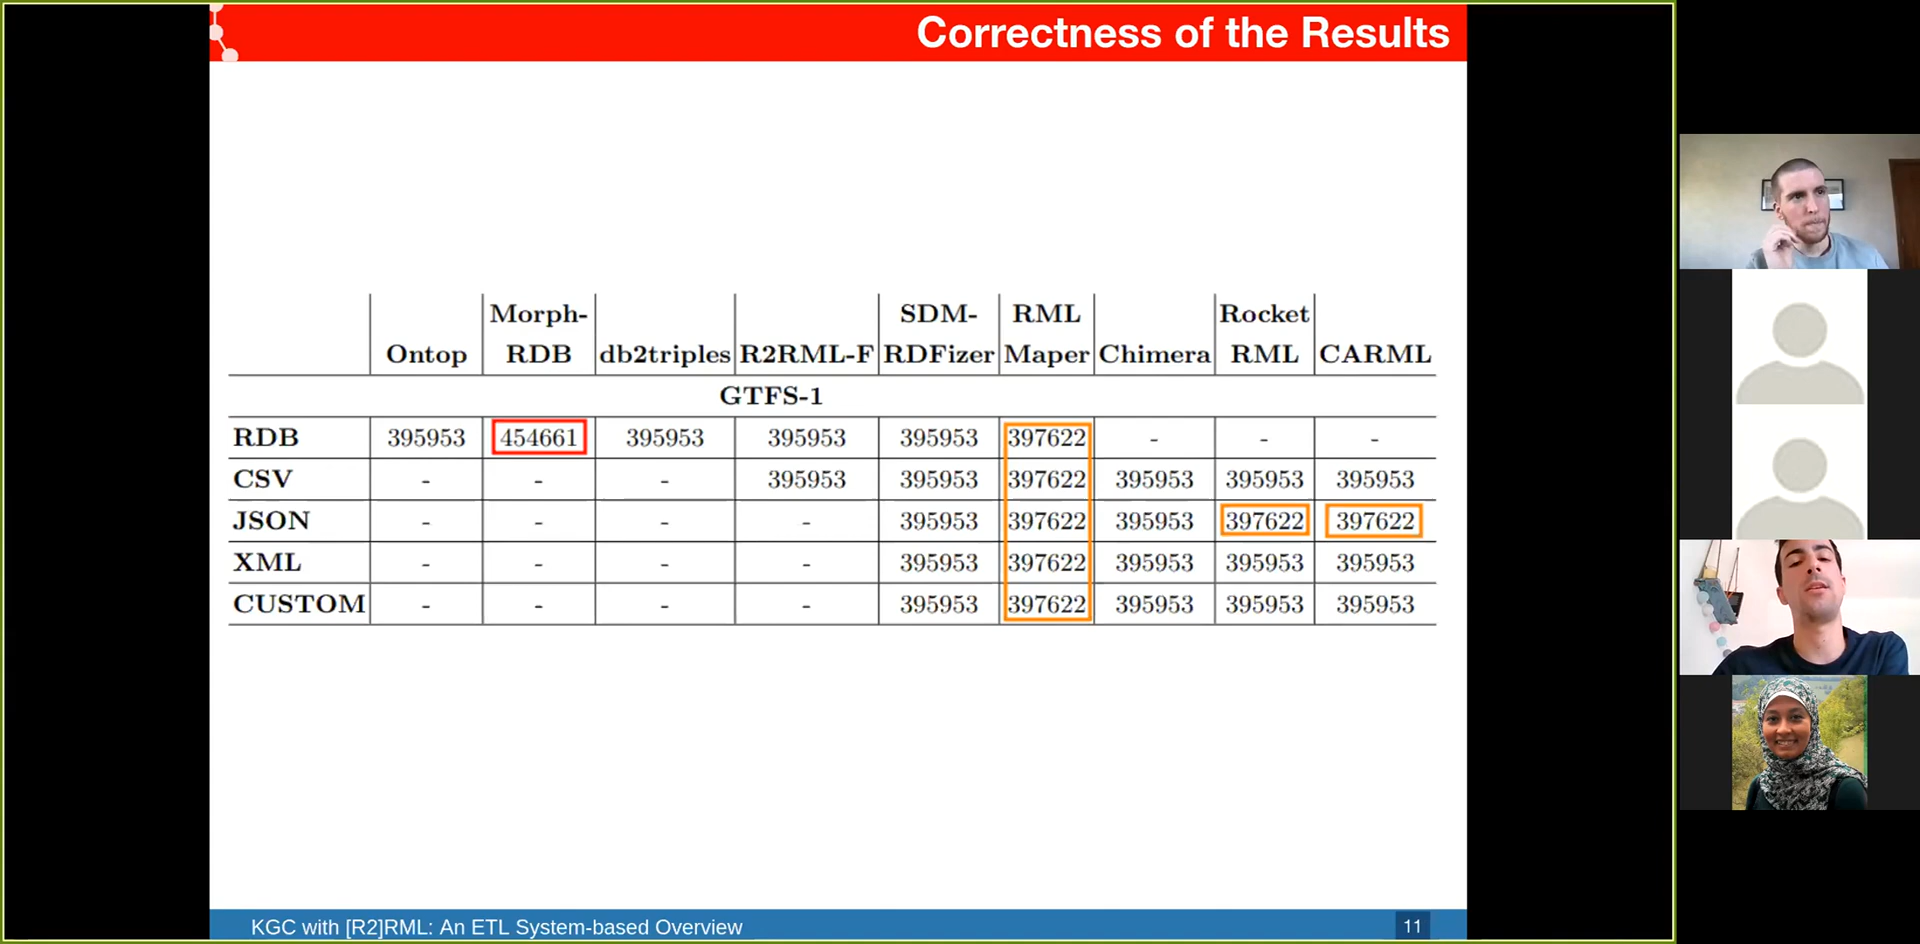 Correctness of the Results
Ontop Morph-RDB db2triples R2RML-F SDM-RDFizer RML Maper Chimera Rocket RML CARML
GTFS-1
RDB 395953 454661 395953 395953 395953 397622 - - -
CSV - - - 395953 395953 397622 395953 395953 395953
JSON - - - - 395953 397622 395953 397622 397622
XML - - - - 395953 397622 395953 395953 395953
CUSTOM - - - - 395953 397622 395953 395953 395953
KGC with [R2]RML: An ETL System-based Overview
11